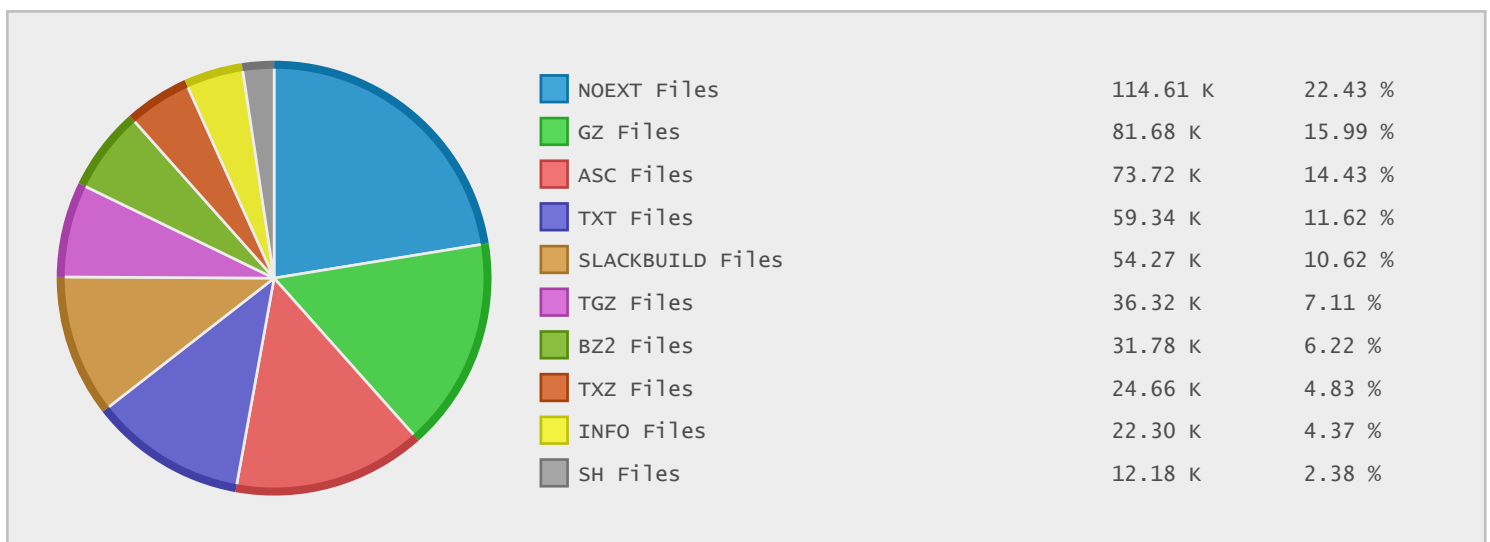 NOEXT Files 114.61 K 22.43 %
GZ Files 81.68 K 15.99 %
ASC Files 73.72 K 14.43 %
TXT Files 59.34 K 11.62 %
SLACKBUILD Files 54.27 K 10.62 %
TGZ Files 36.32 K 7.11 %
BZ2 Files 31.78 K 6.22 %
TXZ Files 24.66 K 4.83 %
INFO Files 22.30 K 4.37 %
SH Files 12.18 K 2.38 %